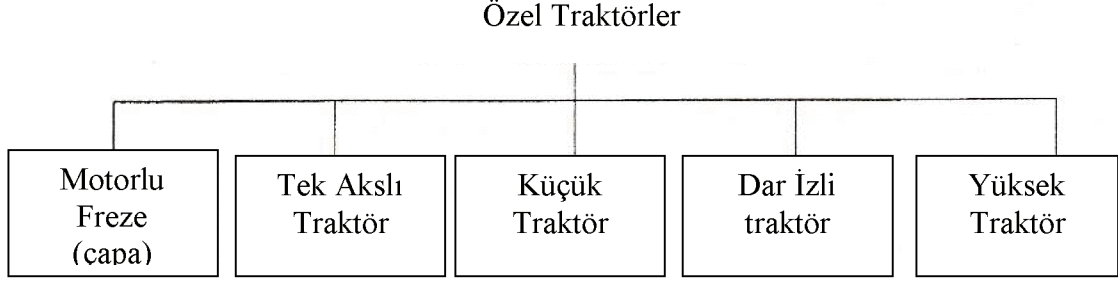 Özel Traktörler
Motorlu
Freze
(çapa)
Tek Akslı
Traktör
Küçük
Traktör
Dar İzli
traktör
Yüksek
Traktör